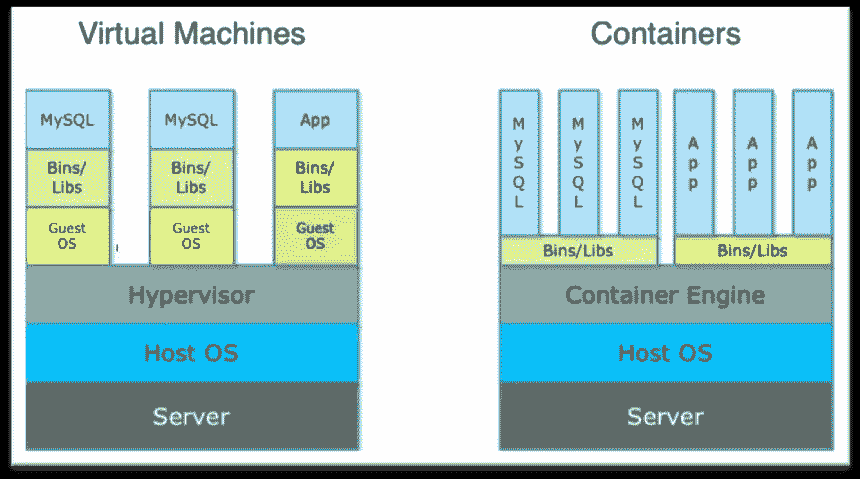 Virtual Machines
MySQL
MySQL
App
Bins/
Libs
Bins/
Libs
Bins/
Libs
Guest
OS
Guest
OS
Guest
OS
Hypervisor
Host OS
Server
Containers
MySQL
MySQL
MySQL
App
App
App
Bins/Libs
Bins/Libs
Container Engine
Host OS
Server